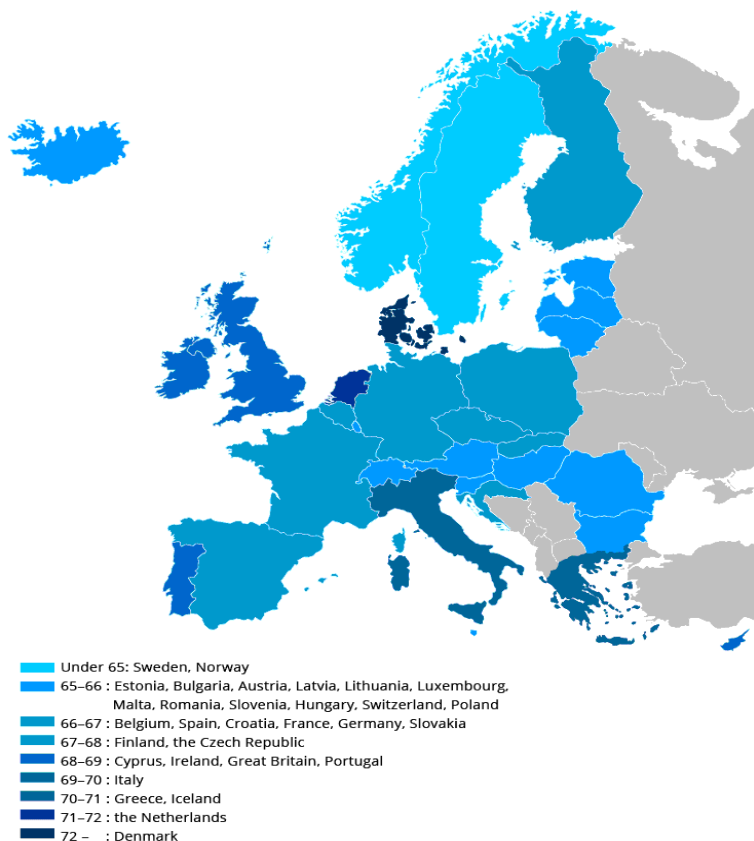 Under 65: Sweden, Norway
65–66 : Estonia, Bulgaria, Austria, Latvia, Lithuania, Luxembourg,
Malta, Romania, Slovenia, Hungary, Switzerland, Poland
66–67 : Belgium, Spain, Croatia, France, Germany, Slovakia
67–68 : Finland, the Czech Republic
68–69 : Cyprus, Ireland, Great Britain, Portugal
69–70 : Italy
70–71 : Greece, Iceland
71–72 : the Netherlands
72 – : Denmark